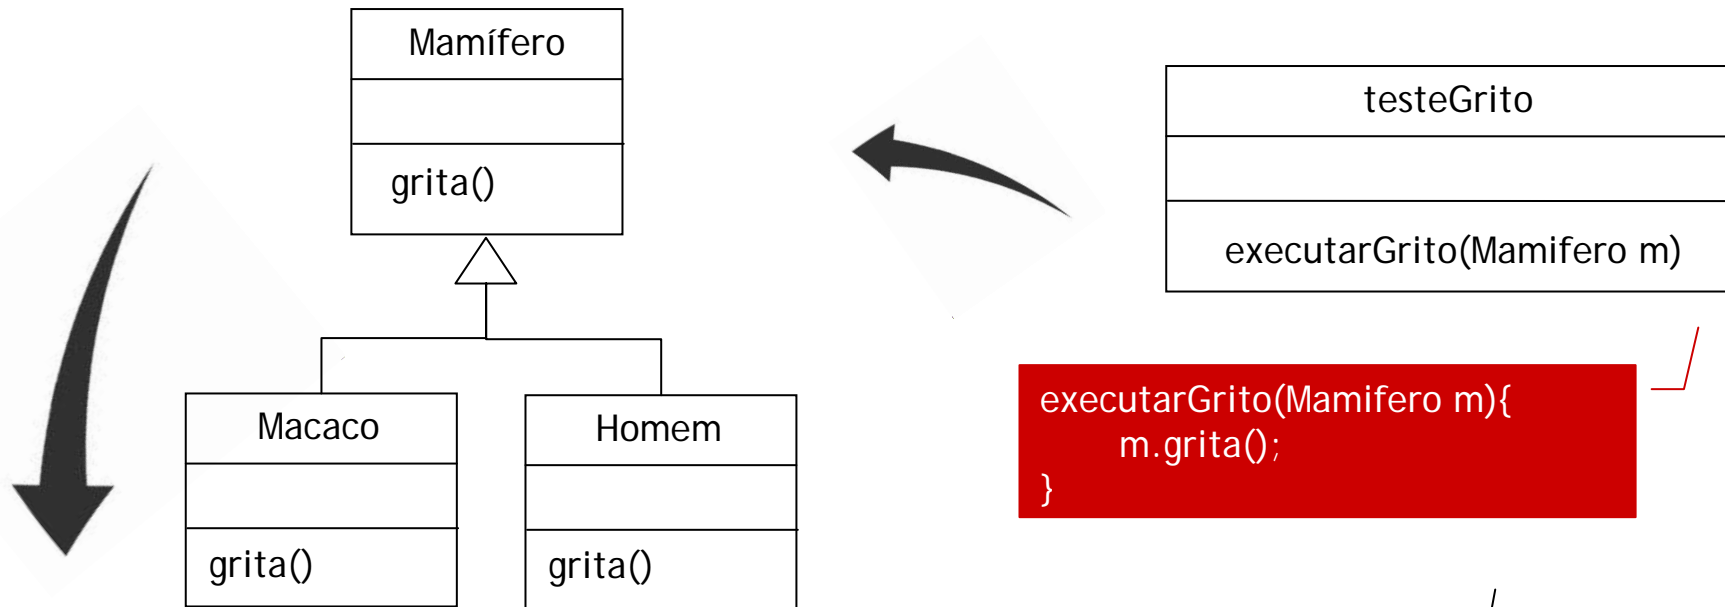 Mamífero
grita()
Macaco
grita()
Homem
grita()
testeGrito
executarGrito(Mamifero m)
executarGrito(Mamifero m){
m.grita();
}